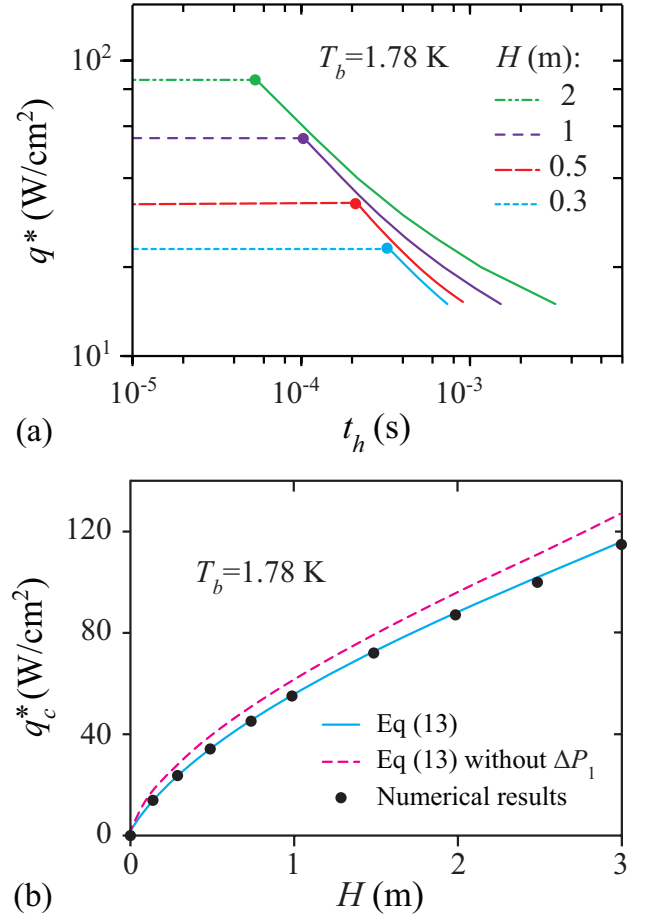 10²
T_b=1.78 K
H (m):
2
1
0.5
0.3
q* (W/cm²)
10¹
10⁻⁵
10⁻⁴
10⁻³
(a)
t_h (s)
120
T_b=1.78 K
80
q*_c (W/cm²)
40
Eq (13)
Eq (13) without ΔP₁
Numerical results
0
0
1
2
3
(b)
H (m)